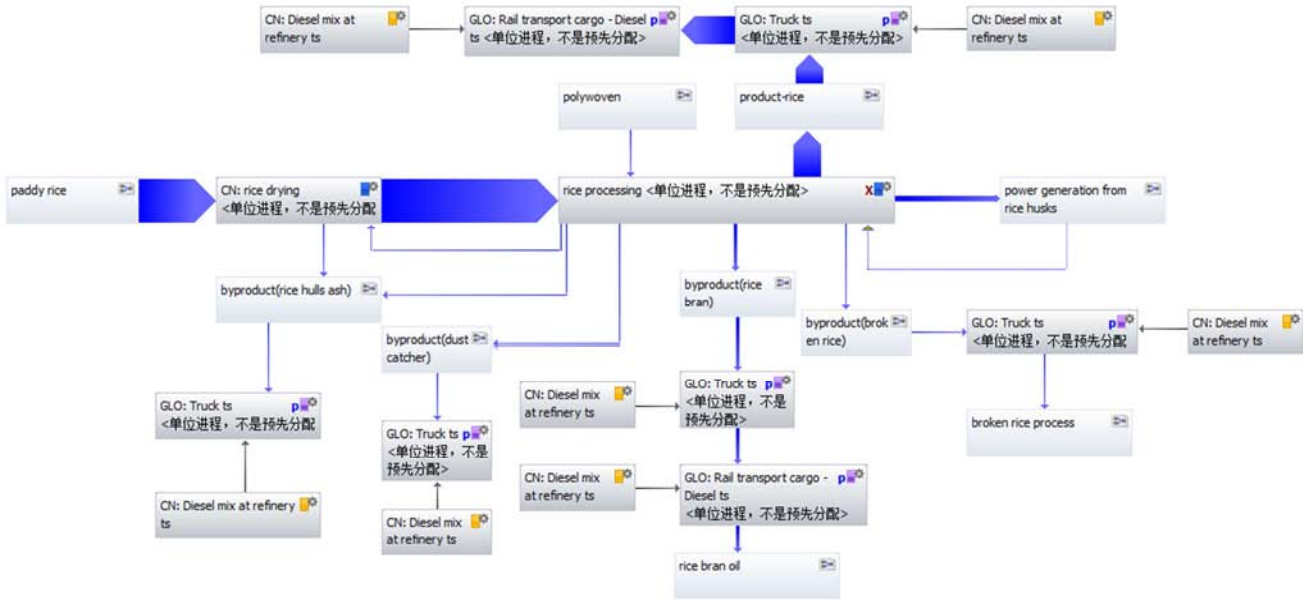 CN: Diesel mix at
refinery ts
GLO: Rail transport cargo - Diesel
ts <单位进程，不是预先分配>
GLO: Truck ts
<单位进程，不是预先分配>
CN: Diesel mix at
refinery ts
polywoven
product-rice
paddy rice
CN: rice drying
<单位进程，不是预先分配
rice processing <单位进程，不是预先分配>
power generation from
rice husks
byproduct(rice hulls ash)
byproduct(dust
catcher)
byproduct(rice
bran)
byproduct(brok
en rice)
GLO: Truck ts
<单位进程，不是预先分配
CN: Diesel mix
at refinery ts
GLO: Truck ts
<单位进程，不是预先分配
GLO: Truck ts
<单位进程，不是
预先分配>
CN: Diesel mix
at refinery ts
GLO: Truck ts
<单位进程，不是
预先分配>
broken rice process
CN: Diesel mix at refinery
ts
CN: Diesel mix
at refinery ts
CN: Diesel mix
at refinery ts
GLO: Rail transport cargo -
Diesel ts
<单位进程，不是预先分配>
rice bran oil